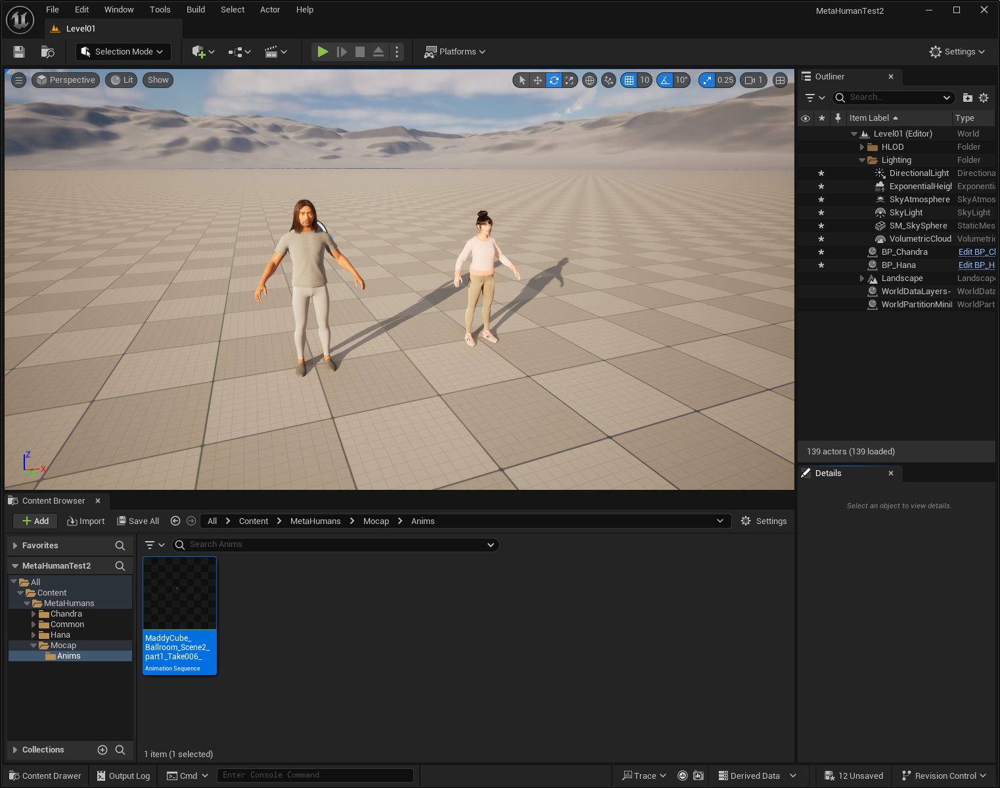 File Edit Window Tools Build Select Actor Help
MetaHumanTest2
Level01
Selection Mode
Platforms
Settings
Perspective
Lit
Show
10
10°
0.25
1
Z
X
Outliner
Search...
Item Label Type
Level01 (Editor) World
HLOD Folder
Lighting Folder
DirectionalLight Directiona
ExponentialHeigh Exponentia
SkyAtmosphere SkyAtmos
SkyLight SkyLight
SM_SkySphere StaticMes
VolumetricCloud Volumetric
BP_Chandra Edit BP_Cl
BP_Hana Edit BP_H
Landscape Landscape
WorldDataLayers- WorldData
WorldPartitionMinil WorldPart
139 actors (139 loaded)
Details
Select an object to view details.
Content Browser
Add
Import
Save All
All > Content > MetaHumans > Mocap > Anims
Settings
Favorites
MetaHumanTest2
All
Content
MetaHumans
Chandra
Common
Hana
Mocap
Anims
Collections
Search Anims
MaddyCube_
Ballroom_Scene2_
part1_Take006_
Animation Sequence
1 item (1 selected)
Content Drawer
Output Log
Cmd
Enter Console Command
Trace
Derived Data
12 Unsaved
Revision Control